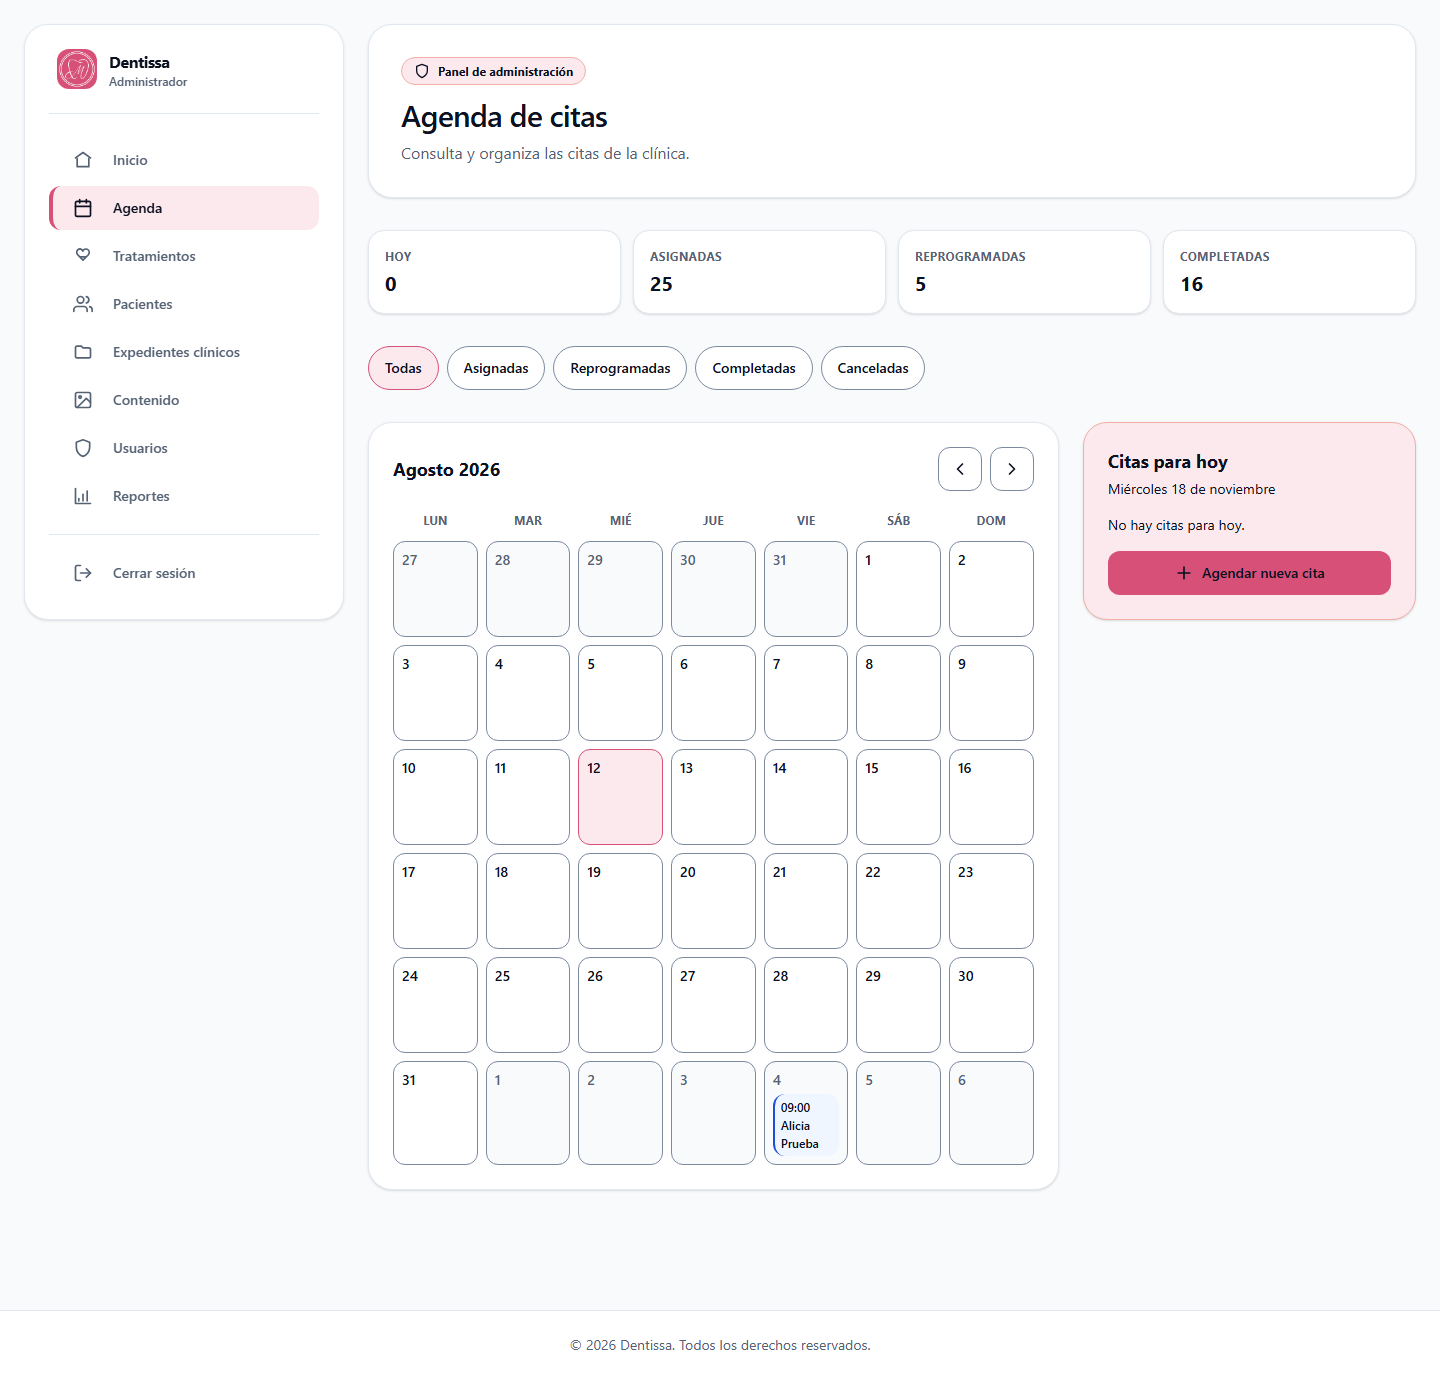 Dentissa
Administrador
Inicio
Agenda
Tratamientos
Pacientes
Expedientes clínicos
Contenido
Usuarios
Reportes
Cerrar sesión
Panel de administración
Agenda de citas
Consulta y organiza las citas de la clínica.
HOY
0
ASIGNADAS
25
REPROGRAMADAS
5
COMPLETADAS
16
Todas
Asignadas
Reprogramadas
Completadas
Canceladas
Agosto 2026
LUN MAR MIÉ JUE VIE SÁB DOM
27 28 29 30 31 1 2
3 4 5 6 7 8 9
10 11 12 13 14 15 16
17 18 19 20 21 22 23
24 25 26 27 28 29 30
31 1 2 3 4 5 6
09:00
Alicia
Prueba
Citas para hoy
Miércoles 18 de noviembre
No hay citas para hoy.
Agendar nueva cita
© 2026 Dentissa. Todos los derechos reservados.